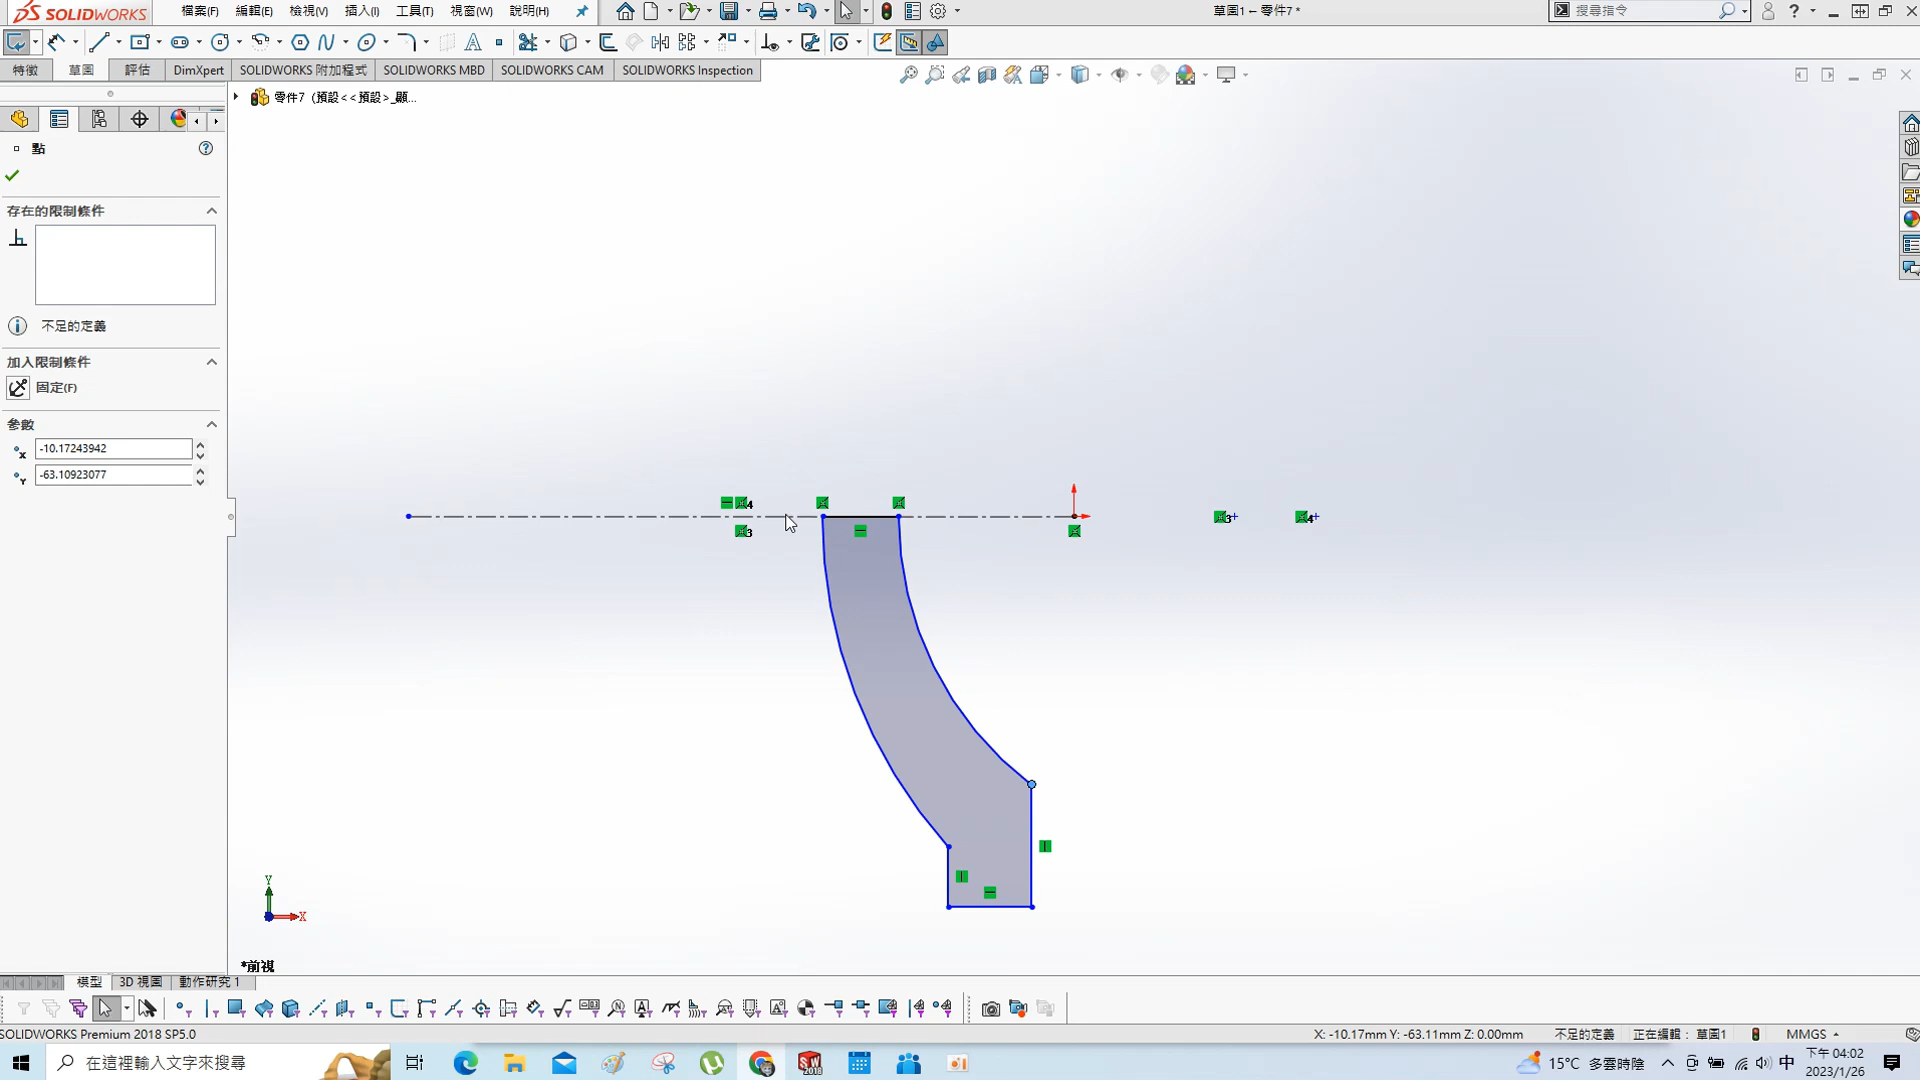 SOLIDWORKS 檔案(F) 編輯(E) 檢視(V) 插入(I) 工具(T) 視窗(W) 說明(H) 草圖1 ─ 零件7 * 搜尋指令
特徵 草圖 評估 DimXpert SOLIDWORKS 附加程式 SOLIDWORKS MBD SOLIDWORKS CAM SOLIDWORKS Inspection
零件7 (預設<<預設>_顯...
點
存在的限制條件
不足的定義
加入限制條件
固定(F)
參數
-10.17243942
-63.10923077
4
3
3
4
Y
X
*前視
模型 3D 視圖 動作研究 1
SOLIDWORKS Premium 2018 SP5.0 X: -10.17mm Y: -63.11mm Z: 0.00mm 不足的定義 正在編輯： 草圖1 MMGS
在這裡輸入文字來搜尋 15°C 多雲時陰 中 下午 04:02
2023/1/26